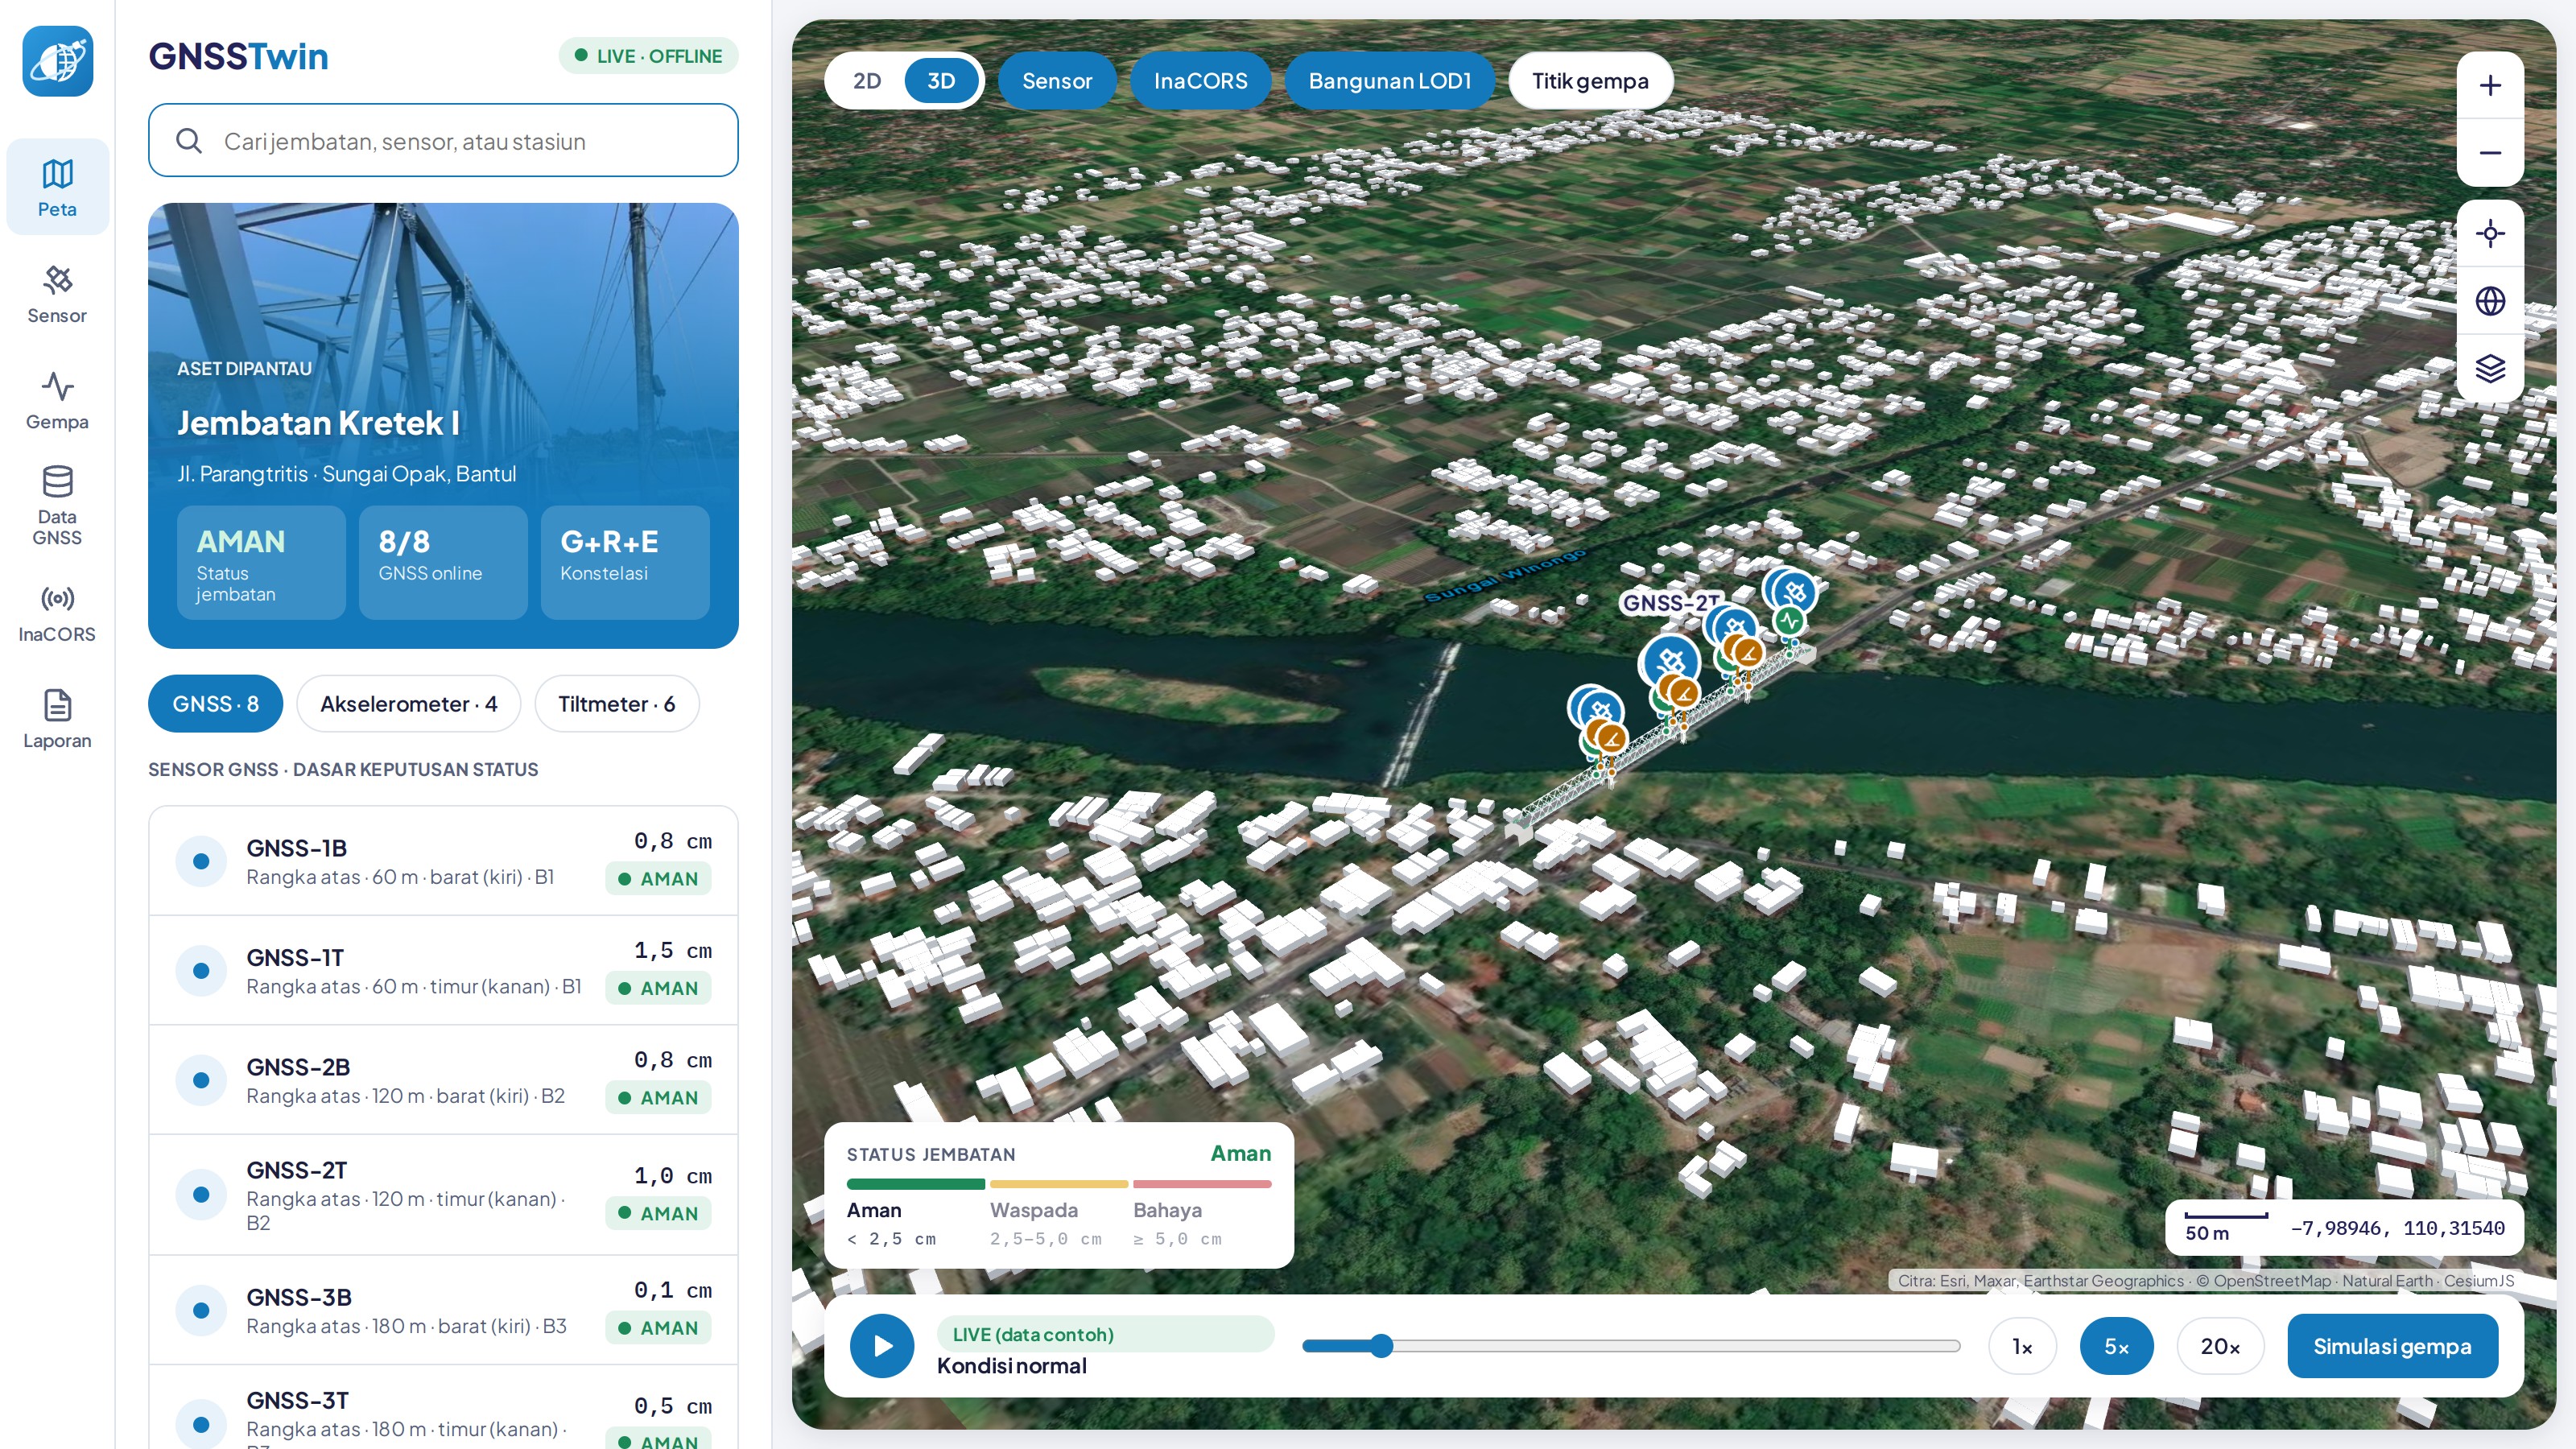 GNSSTwin
LIVE · OFFLINE
Cari jembatan, sensor, atau stasiun
Peta
Sensor
Gempa
Data
GNSS
InaCORS
Laporan
ASET DIPANTAU
Jembatan Kretek I
Jl. Parangtritis · Sungai Opak, Bantul
AMAN
Status
jembatan
8/8
GNSS online
G+R+E
Konstelasi
GNSS · 8
Akselerometer · 4
Tiltmeter · 6
SENSOR GNSS · DASAR KEPUTUSAN STATUS
GNSS-1B
Rangka atas · 60 m · barat (kiri) · B1
0,8 cm
AMAN
GNSS-1T
Rangka atas · 60 m · timur (kanan) · B1
1,5 cm
AMAN
GNSS-2B
Rangka atas · 120 m · barat (kiri) · B2
0,8 cm
AMAN
GNSS-2T
Rangka atas · 120 m · timur (kanan) ·
B2
1,0 cm
AMAN
GNSS-3B
Rangka atas · 180 m · barat (kiri) · B3
0,1 cm
AMAN
GNSS-3T
Rangka atas · 180 m · timur (kanan) ·
B3
0,5 cm
AMAN
2D
3D
Sensor
InaCORS
Bangunan LOD1
Titik gempa
Sungai Winongo
GNSS-2T
STATUS JEMBATAN
Aman
Aman
Waspada
Bahaya
< 2,5 cm
2,5–5,0 cm
≥ 5,0 cm
50 m
−7,98946, 110,31540
Citra: Esri, Maxar, Earthstar Geographics · © OpenStreetMap · Natural Earth · CesiumJS
LIVE (data contoh)
Kondisi normal
1×
5×
20×
Simulasi gempa